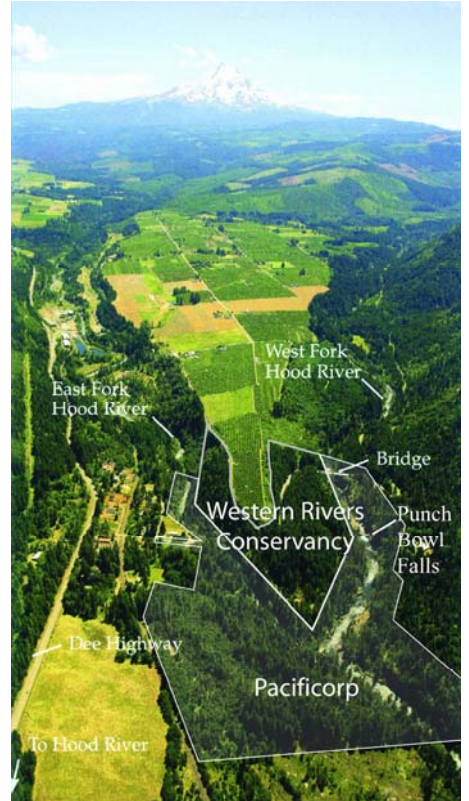 West Fork
Hood River
East Fork
Hood River
Bridge
Western Rivers
Conservancy
Punch
Bowl
Falls
Dee Highway
Pacificorp
To Hood River